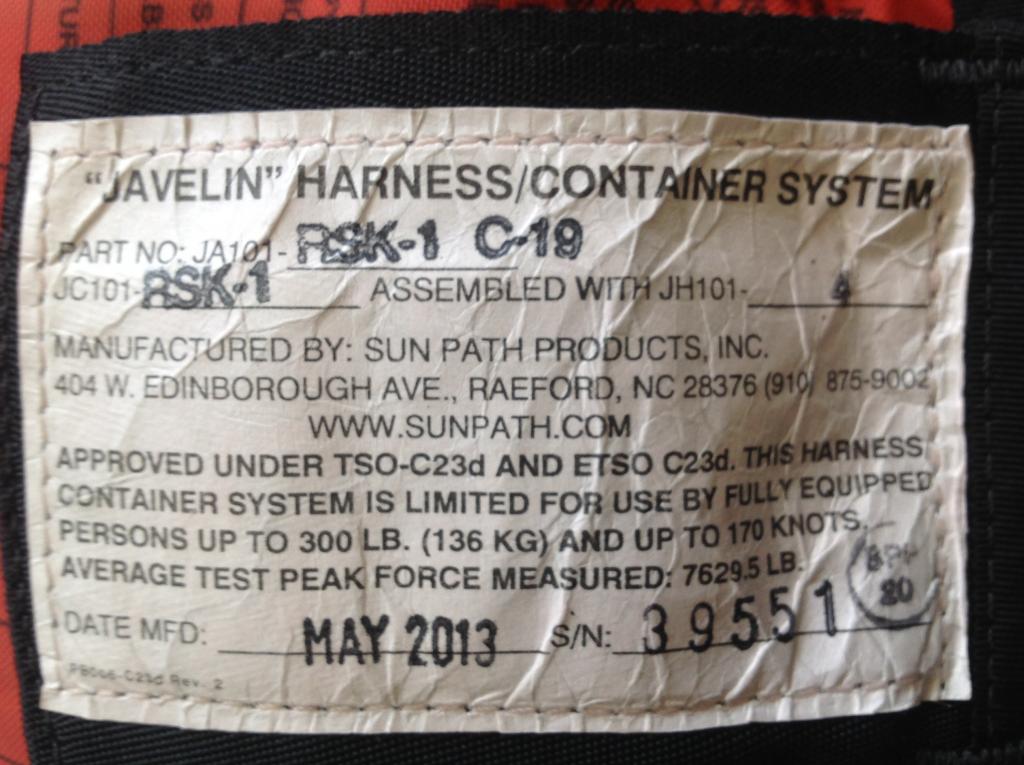 "JAVELIN" HARNESS/CONTAINER SYSTEM
PART NO: JA101- RSK-1 C-19
JC101- RSK-1 ASSEMBLED WITH JH101- 4
MANUFACTURED BY: SUN PATH PRODUCTS, INC.
404 W. EDINBOROUGH AVE., RAEFORD, NC 28376 (910) 875-9002
WWW.SUNPATH.COM
APPROVED UNDER TSO-C23d AND ETSO C23d. THIS HARNESS
CONTAINER SYSTEM IS LIMITED FOR USE BY FULLY EQUIPPED
PERSONS UP TO 300 LB. (136 KG) AND UP TO 170 KNOTS.
AVERAGE TEST PEAK FORCE MEASURED: 7629.5 LB.
20
DATE MFD: MAY 2013 S/N: 39551